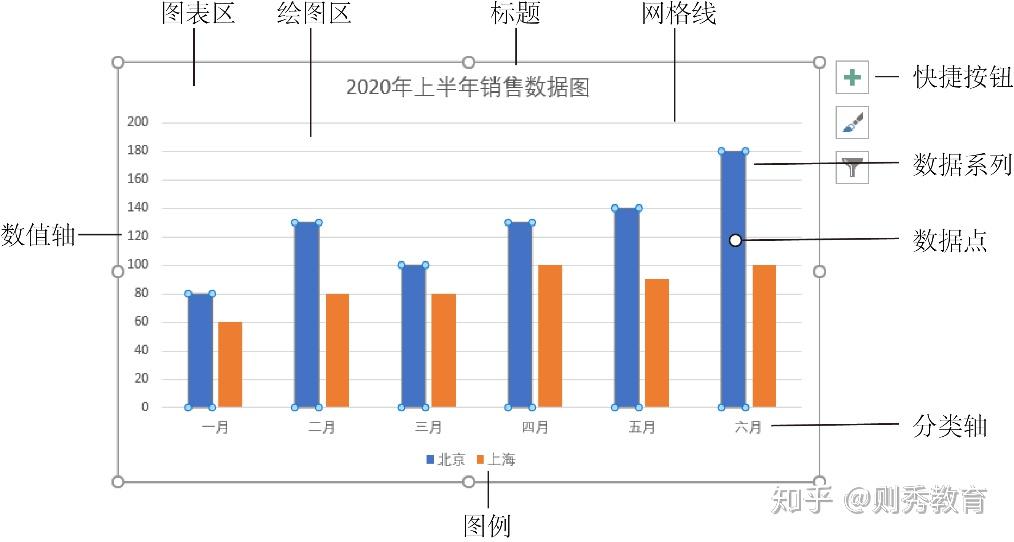 图表区 绘图区 标题 网格线
2020年上半年销售数据图
快捷按钮
数据系列
数据点
分类轴
数值轴
200
180
160
140
120
100
80
60
40
20
0
一月 二月 三月 四月 五月 六月
北京 上海
图例
知乎 @则秀教育